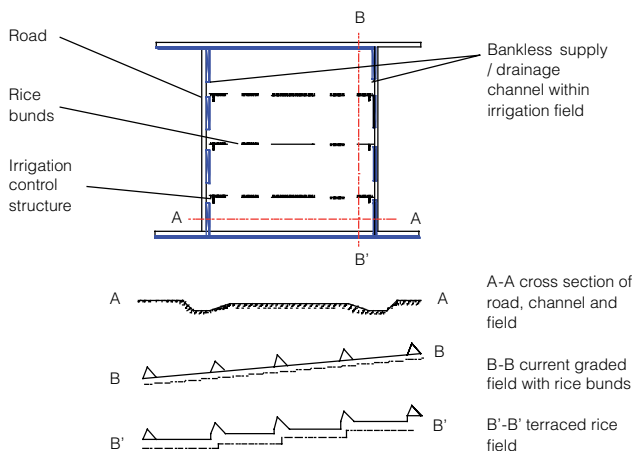 B
Road
Bankless supply
/ drainage
channel within
irrigation field
Rice
bunds
Irrigation
control
structure
A
A
B'
A
A
A-A cross section of
road, channel and
field
B
B
B-B current graded
field with rice bunds
B'
B'
B'-B' terraced rice
field